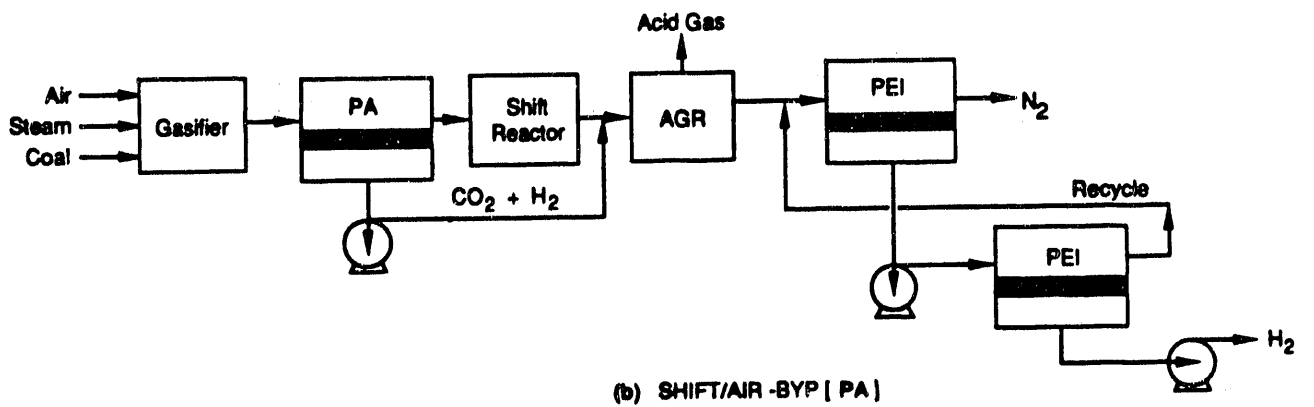 Acid Gas
Air
Steam
Coal
Gasifier
PA
Shift
Reactor
AGR
PEI
N₂
CO₂ + H₂
Recycle
PEI
H₂
(b) SHIFT/AIR -BYP [ PA ]